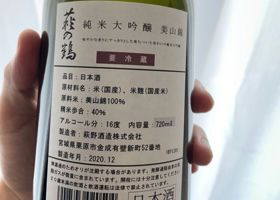 萩の鶴
純米大吟醸 美山錦
要冷蔵
品目:日本酒
原材料名:米(国産)、米麹(国産米)
原料米:美山錦100%
精米歩合:40%
アルコール分:16度 内容量:720ml
製造者:萩野酒造株式会社
宮城県栗原市金成有壁新町52番地
製造年月:2020.12
日本酒